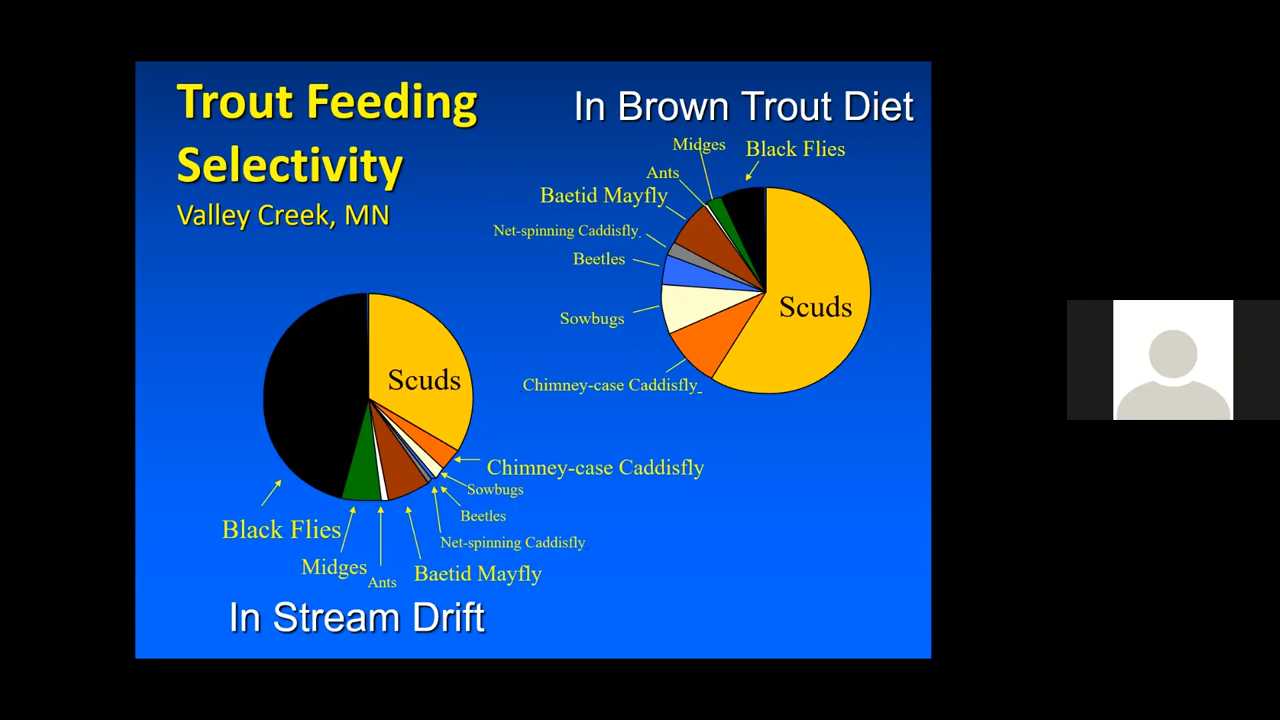 Trout Feeding
Selectivity
Valley Creek, MN
In Brown Trout Diet
Midges
Black Flies
Ants
Baetid Mayfly
Net-spinning Caddisfly
Beetles
Sowbugs
Chimney-case Caddisfly
Scuds
Scuds
Chimney-case Caddisfly
Sowbugs
Beetles
Net-spinning Caddisfly
Baetid Mayfly
Ants
Midges
Black Flies
In Stream Drift